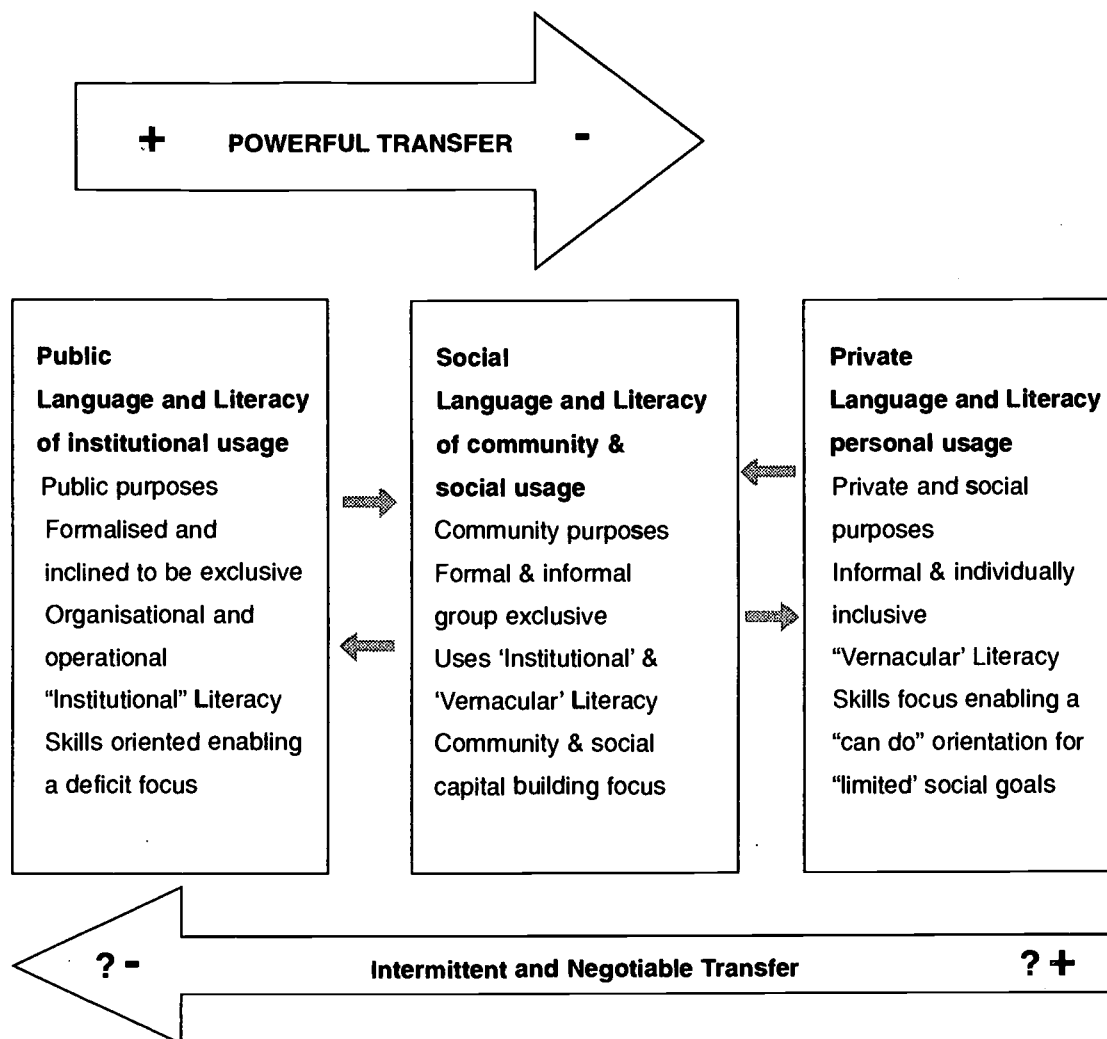 + POWERFUL TRANSFER -
Public
Language and Literacy
of institutional usage
Public purposes
Formalised and
inclined to be exclusive
Organisational and
operational
“Institutional” Literacy
Skills oriented enabling
a deficit focus
Social
Language and Literacy
of community &
social usage
Community purposes
Formal & informal
group exclusive
Uses ‘Institutional’ &
‘Vernacular’ Literacy
Community & social
capital building focus
Private
Language and Literacy
personal usage
Private and social
purposes
Informal & individually
inclusive
“Vernacular’ Literacy
Skills focus enabling a
“can do” orientation for
“limited’ social goals
? - Intermittent and Negotiable Transfer ? +